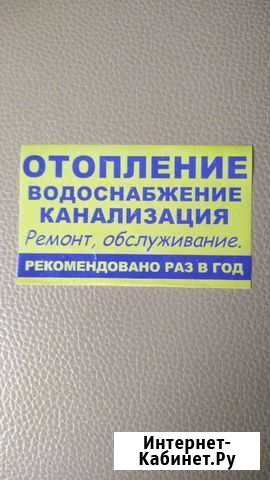 ОТОПЛЕНИЕ
ВОДОСНАБЖЕНИЕ
КАНАЛИЗАЦИЯ
Ремонт, обслуживание.
РЕКОМЕНДОВАНО РАЗ В ГОД
Интернет-
Кабинет.Ру